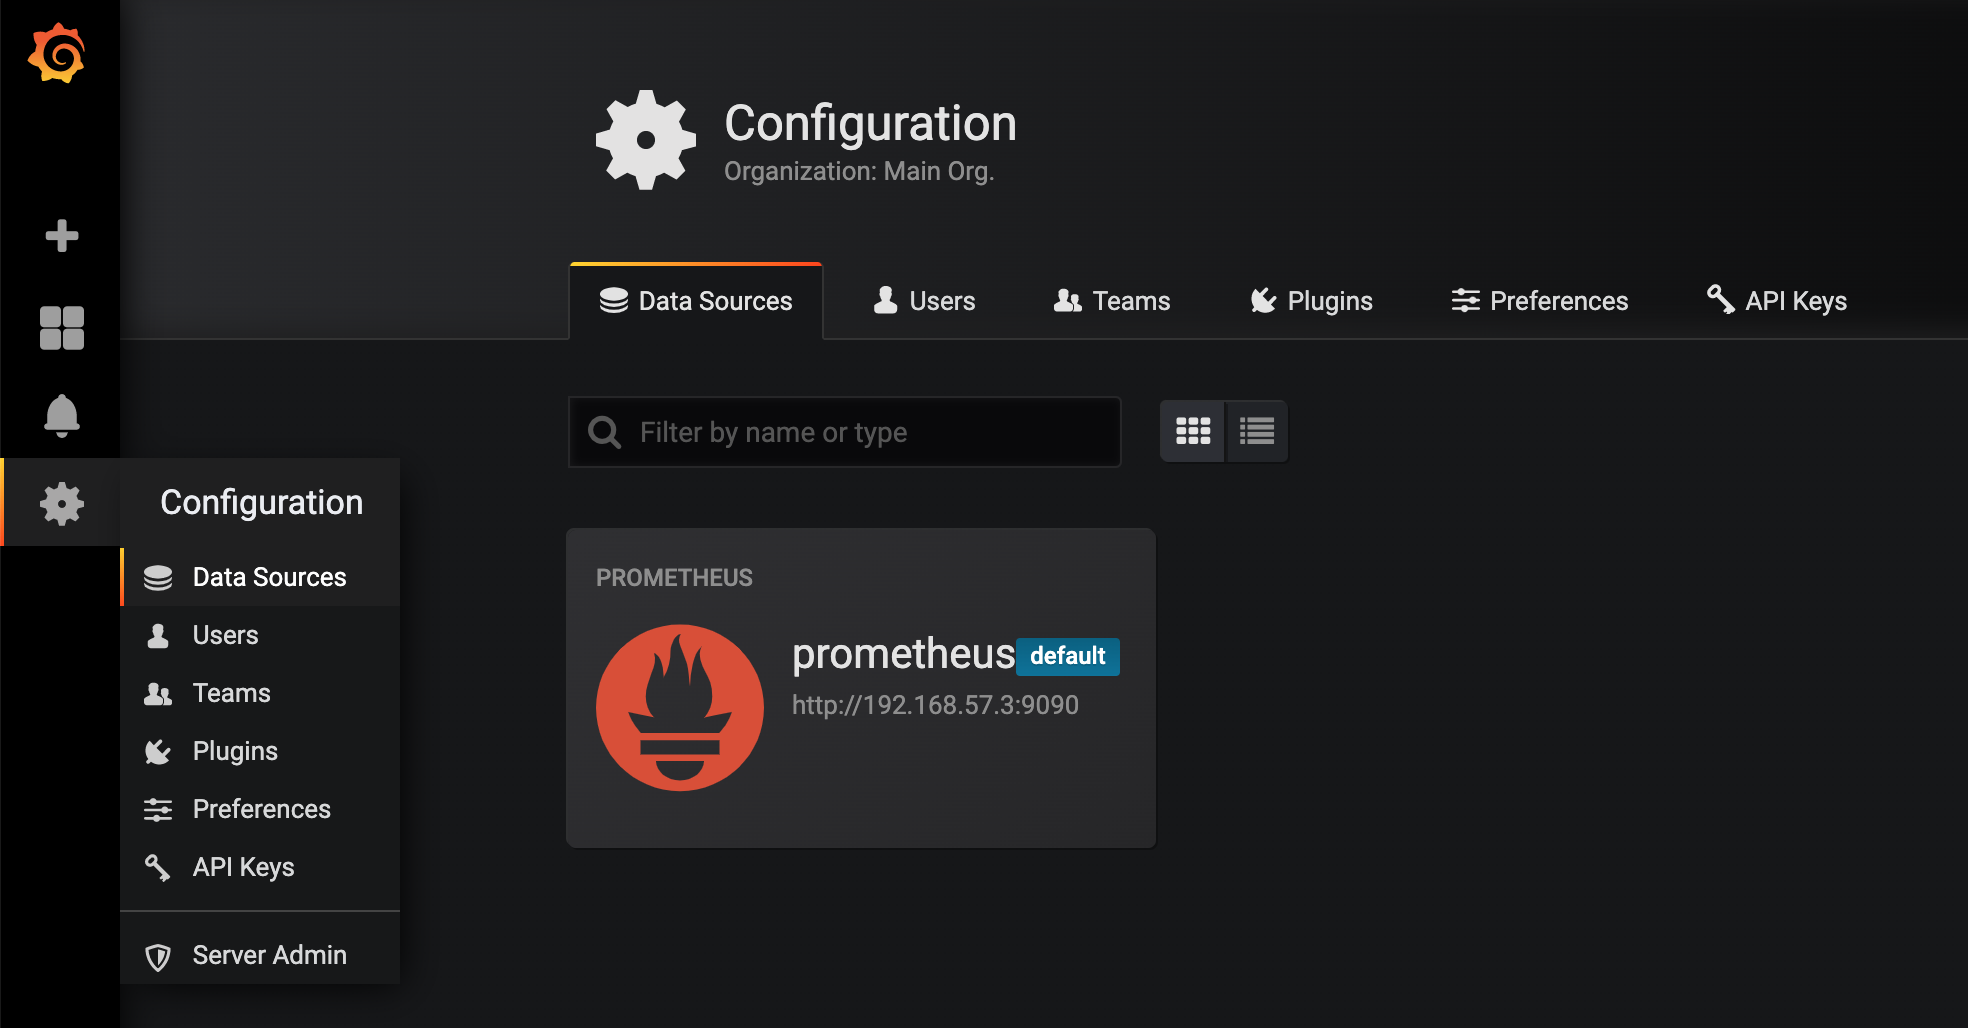 Configuration
Organization: Main Org.
Data Sources
Users
Teams
Plugins
Preferences
API Keys
Filter by name or type
Configuration
Data Sources
Users
Teams
Plugins
Preferences
API Keys
Server Admin
PROMETHEUS
prometheus default
http://192.168.57.3:9090